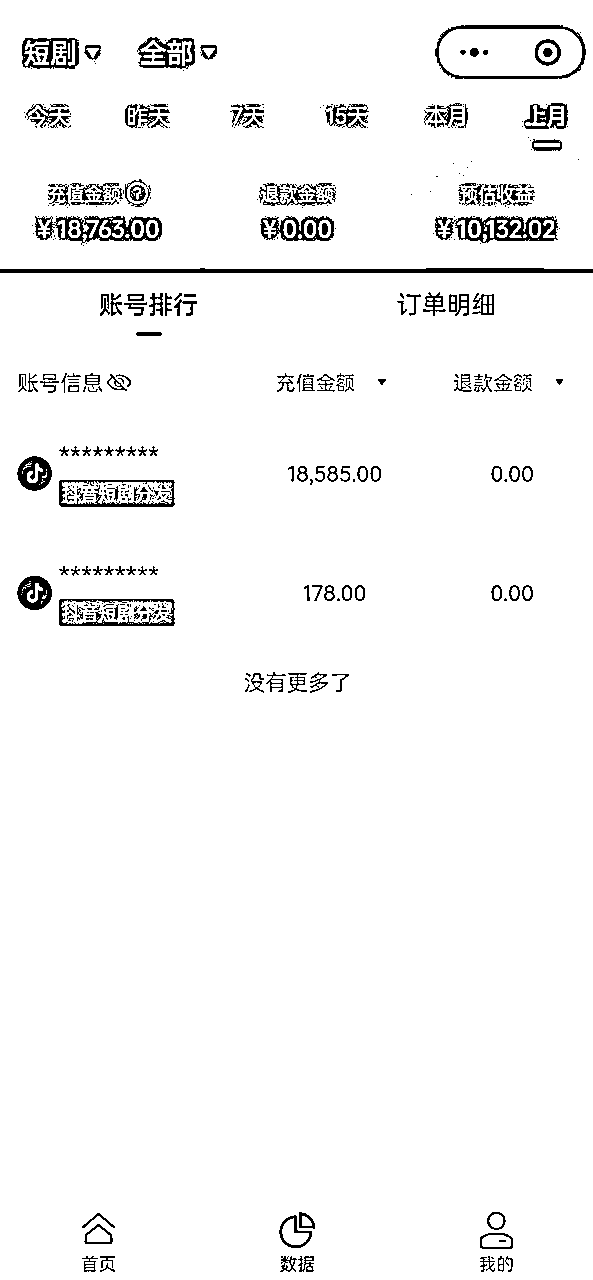 短剧 全部
今天 昨天 7天 15天 本月 上月
充值金额 退款金额 预估收益
¥18,763.00 ¥0.00 ¥10,132.02
账号排行 订单明细
账号信息 充值金额 退款金额
*********
抖音短剧分发 18,585.00 0.00
*********
抖音短剧分发 178.00 0.00
没有更多了
首页 数据 我的